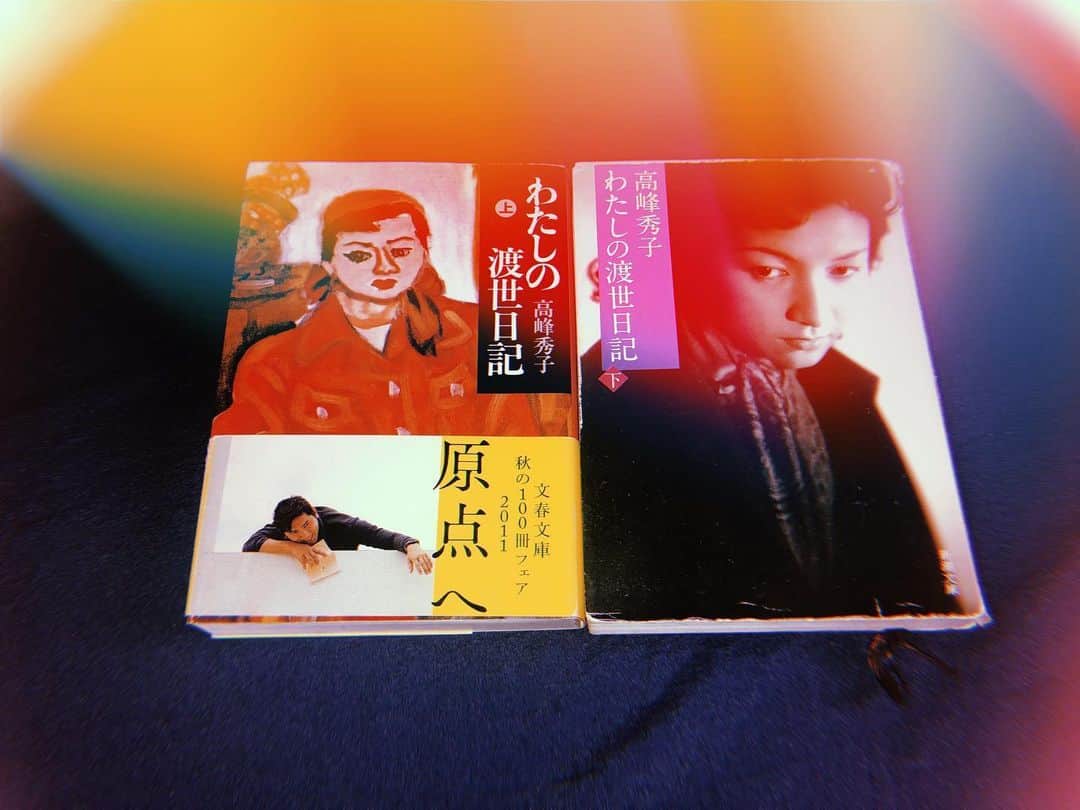 わたしの
渡世日記
上
高峰秀子
原点へ
文春文庫
秋の100冊フェア
2011
高峰秀子
わたしの渡世日記
下